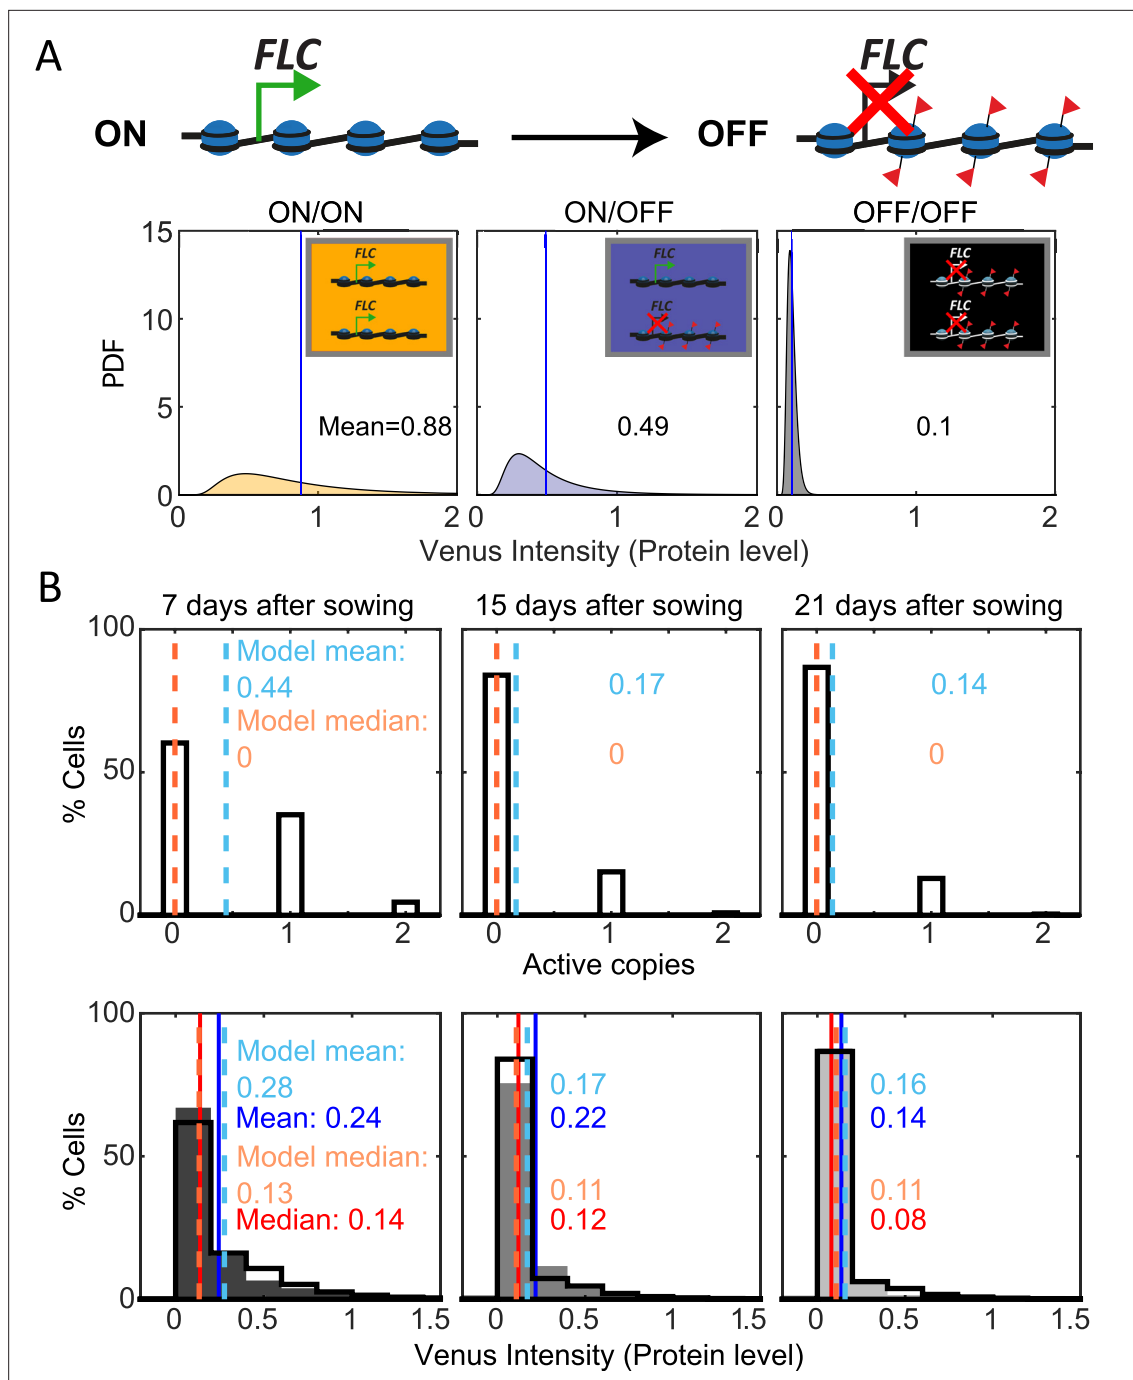 A
FLC
FLC
ON
OFF
ON/ON
ON/OFF
OFF/OFF
15
10
5
0
PDF
FLC
FLC
FLC
FLC
FLC
FLC
Mean=0.88
0.49
0.1
0 1 2
0 1 2
0 1 2
Venus Intensity (Protein level)
B
7 days after sowing
15 days after sowing
21 days after sowing
100
50
0
% Cells
Model mean:
0.44
Model median:
0
0.17
0
0.14
0
0 1 2
0 1 2
0 1 2
Active copies
100
50
0
% Cells
Model mean:
0.28
Mean: 0.24
Model median:
0.13
Median: 0.14
0.17
0.22
0.11
0.12
0.16
0.14
0.11
0.08
0 0.5 1 1.5
0 0.5 1 1.5
0 0.5 1 1.5
Venus Intensity (Protein level)